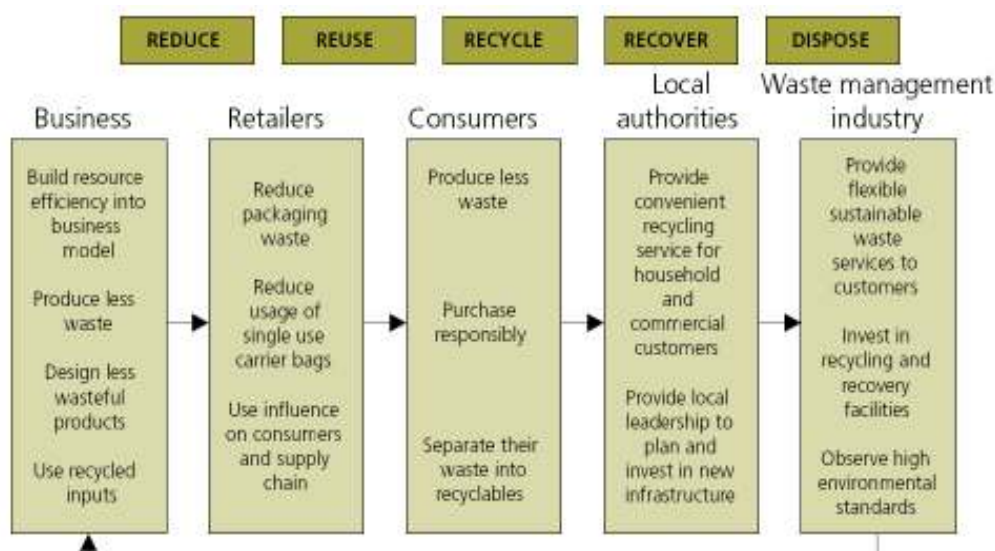 REDUCE
REUSE
RECYCLE
RECOVER
DISPOSE
Business
Build resource
efficiency into
business
model
Produce less
waste
Design less
wasteful
products
Use recycled
inputs
Retailers
Reduce
packaging
waste
Reduce
usage of
single use
carrier bags
Use influence
on consumers
and supply
chain
Consumers
Produce less
waste
Purchase
responsibly
Separate their
waste into
recyclables
Local
authorities
Provide
convenient
recycling
service for
household
and
commercial
customers
Provide local
leadership to
plan and
invest in new
infrastructure
Waste management
industry
Provide
flexible
sustainable
waste
services to
customers
Invest in
recycling and
recovery
facilities
Observe high
environmental
standards